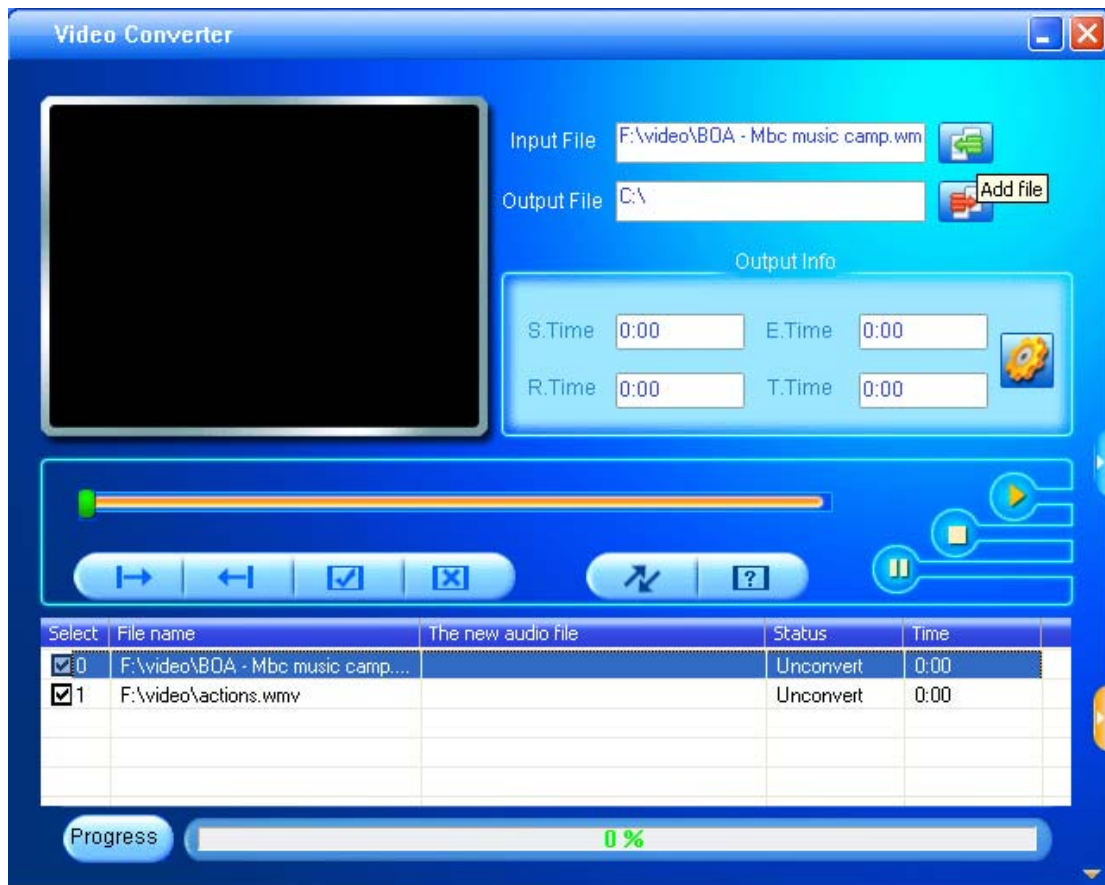 Video Converter
Input File F:\video\BOA - Mbc music camp.wm
Add file
Output File C:\
Output Info
S.Time 0:00 E.Time 0:00
R.Time 0:00 T.Time 0:00
Select File name The new audio file Status Time
0 F:\video\BOA - Mbc music camp.... Unconvert 0:00
1 F:\video\actions.wmv Unconvert 0:00
Progress 0 %